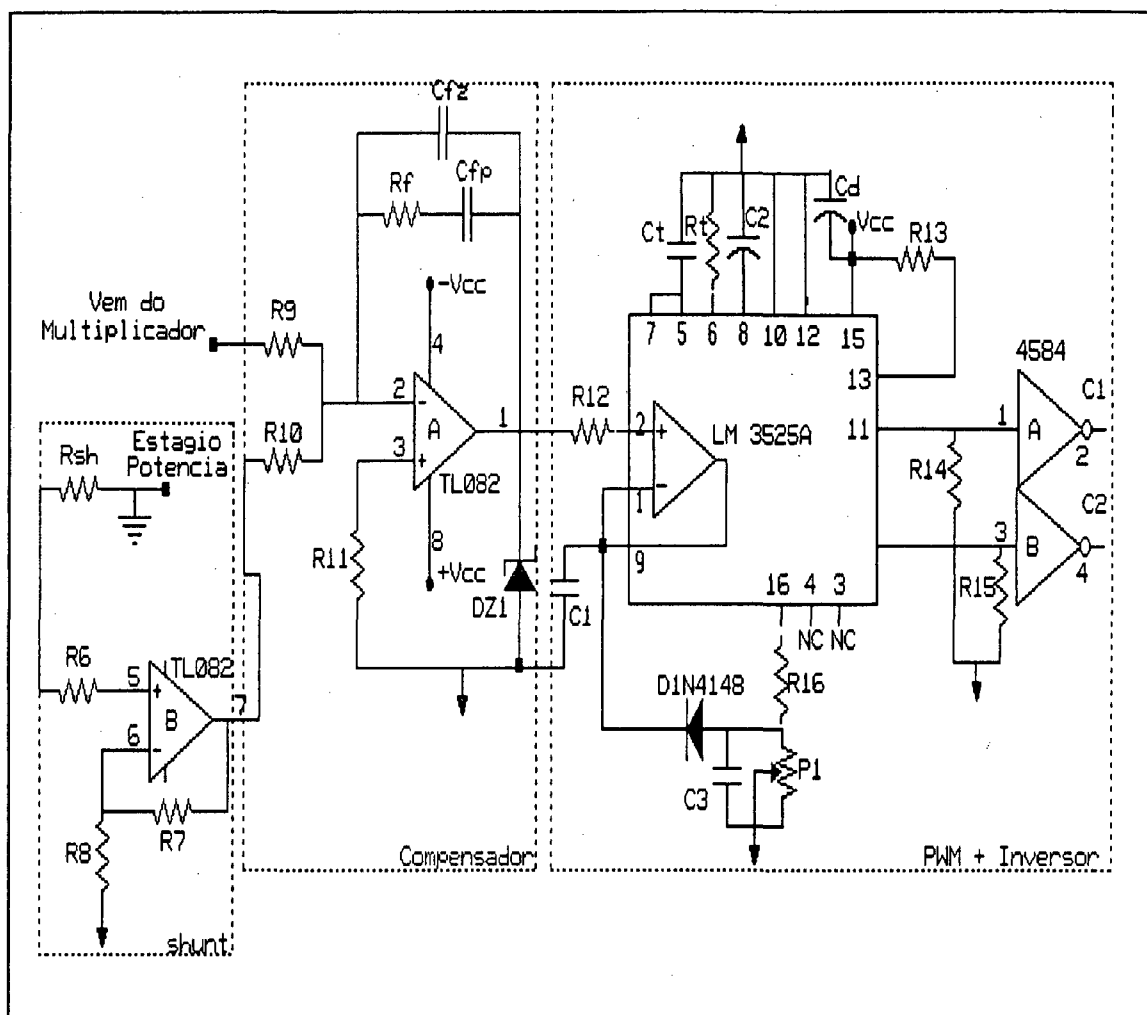 Cfz
Rf
Cfp
-Vcc
Vem do
Multiplicador
R9
R10
4
2
-
A
1
3
+
TL082
8
+Vcc
R11
DZ1
C1
Compensador
Rsh
Estagio
Potencia
R6
TL082
5
+
B
7
6
-
R7
R8
shunt
Ct
Rt
C2
Cd
Vcc
R13
7
5
6
8
10
12
15
13
R12
2
+
LM 3525A
1
-
9
11
16
4
3
NC
NC
R16
4584
C1
1
A
2
R14
C2
3
B
4
R15
D1N4148
C3
P1
PWM + Inversor